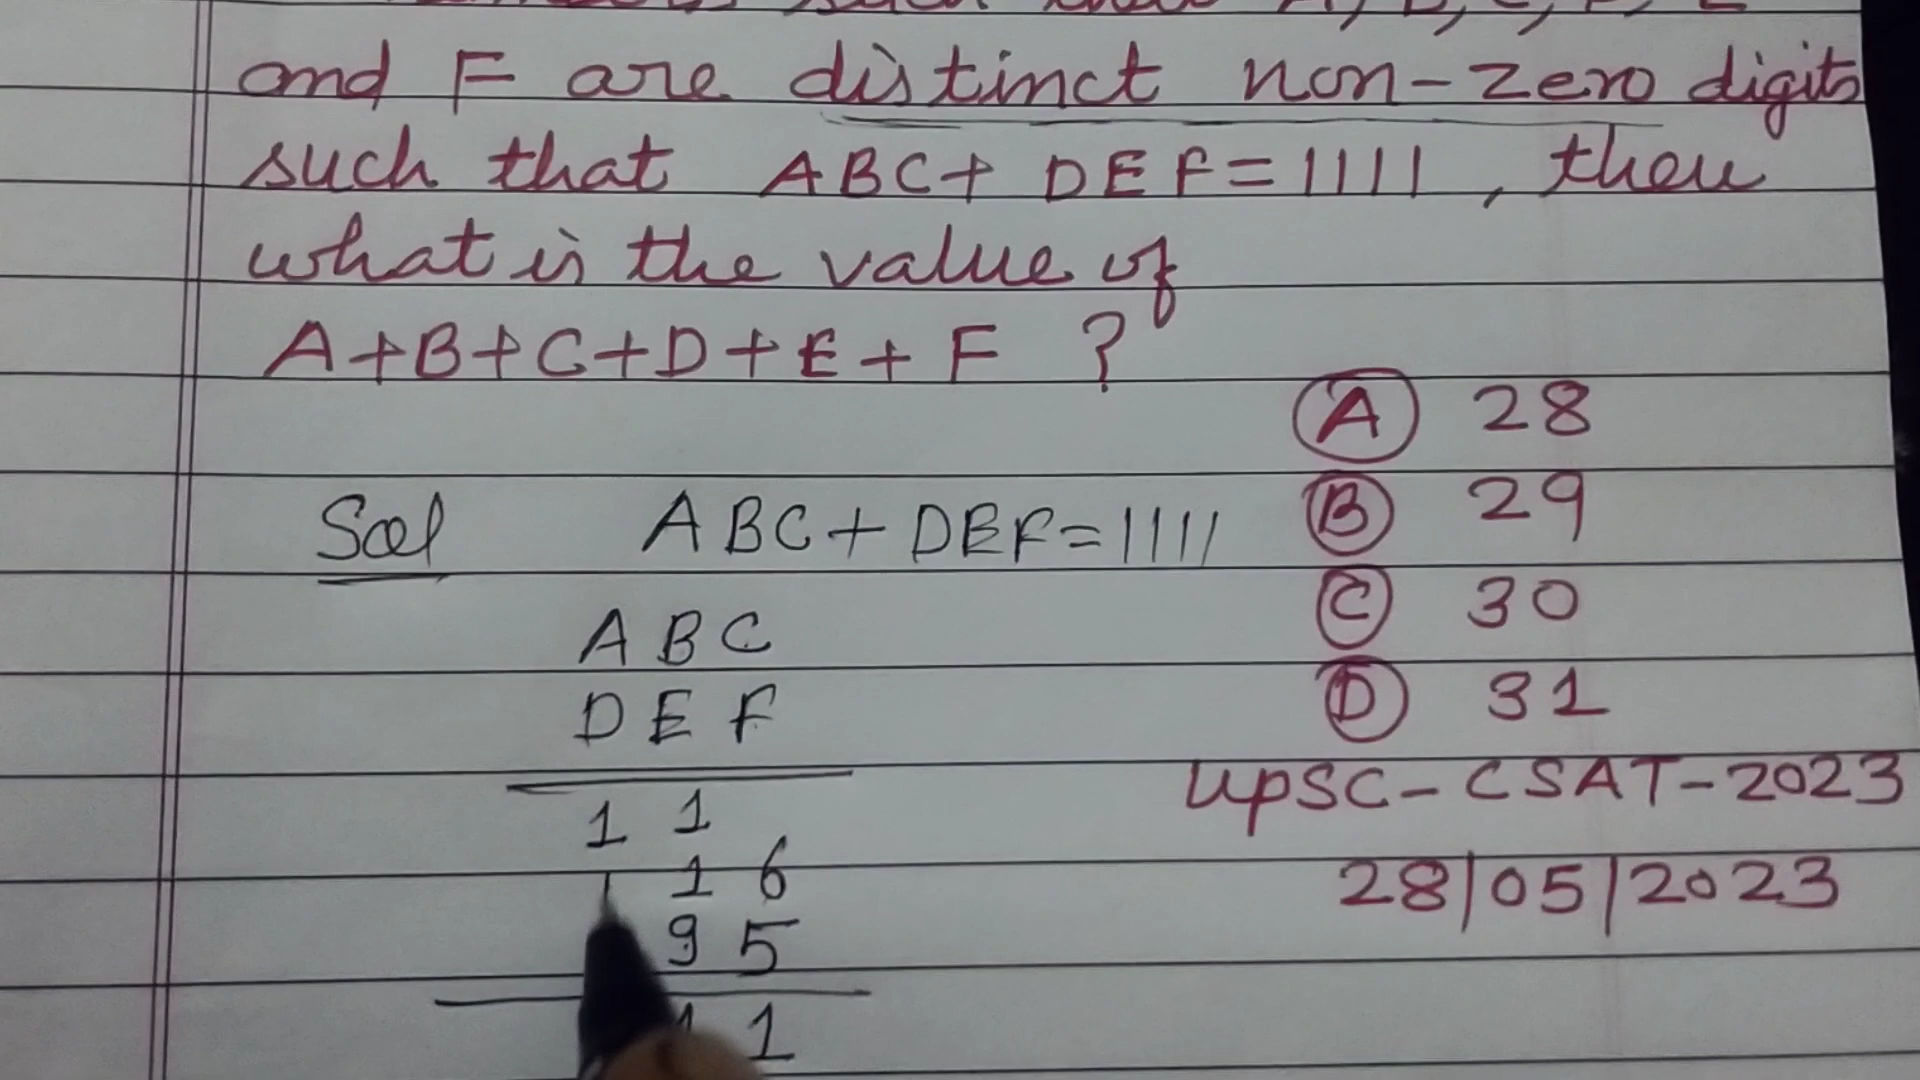 and F are distinct non-zero digits
such that ABC+ DEF=1111, then
what is the value of
A+B+C+D+E+F ?
(A) 28
(B) 29
(C) 30
(D) 31
UPSC-CSAT-2023
28/05/2023
Sol ABC+DEF=1111
ABC
DEF
1 1
1 6
9 5
1 1